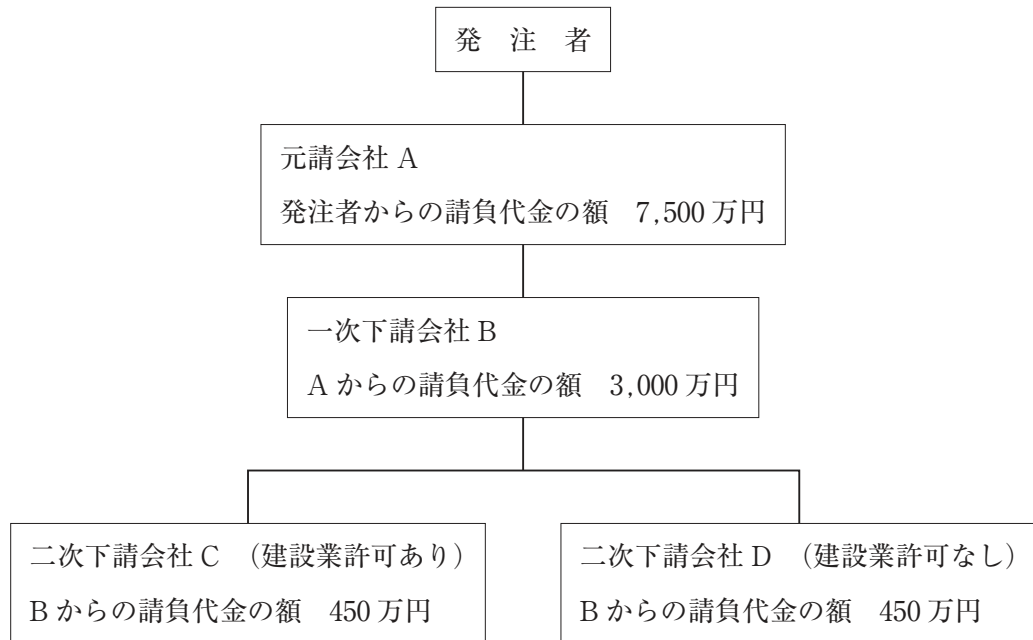 発 注 者
元請会社 A
発注者からの請負代金の額 7,500 万円
一次下請会社 B
A からの請負代金の額 3,000 万円
二次下請会社 C （建設業許可あり）
B からの請負代金の額 450 万円
二次下請会社 D （建設業許可なし）
B からの請負代金の額 450 万円